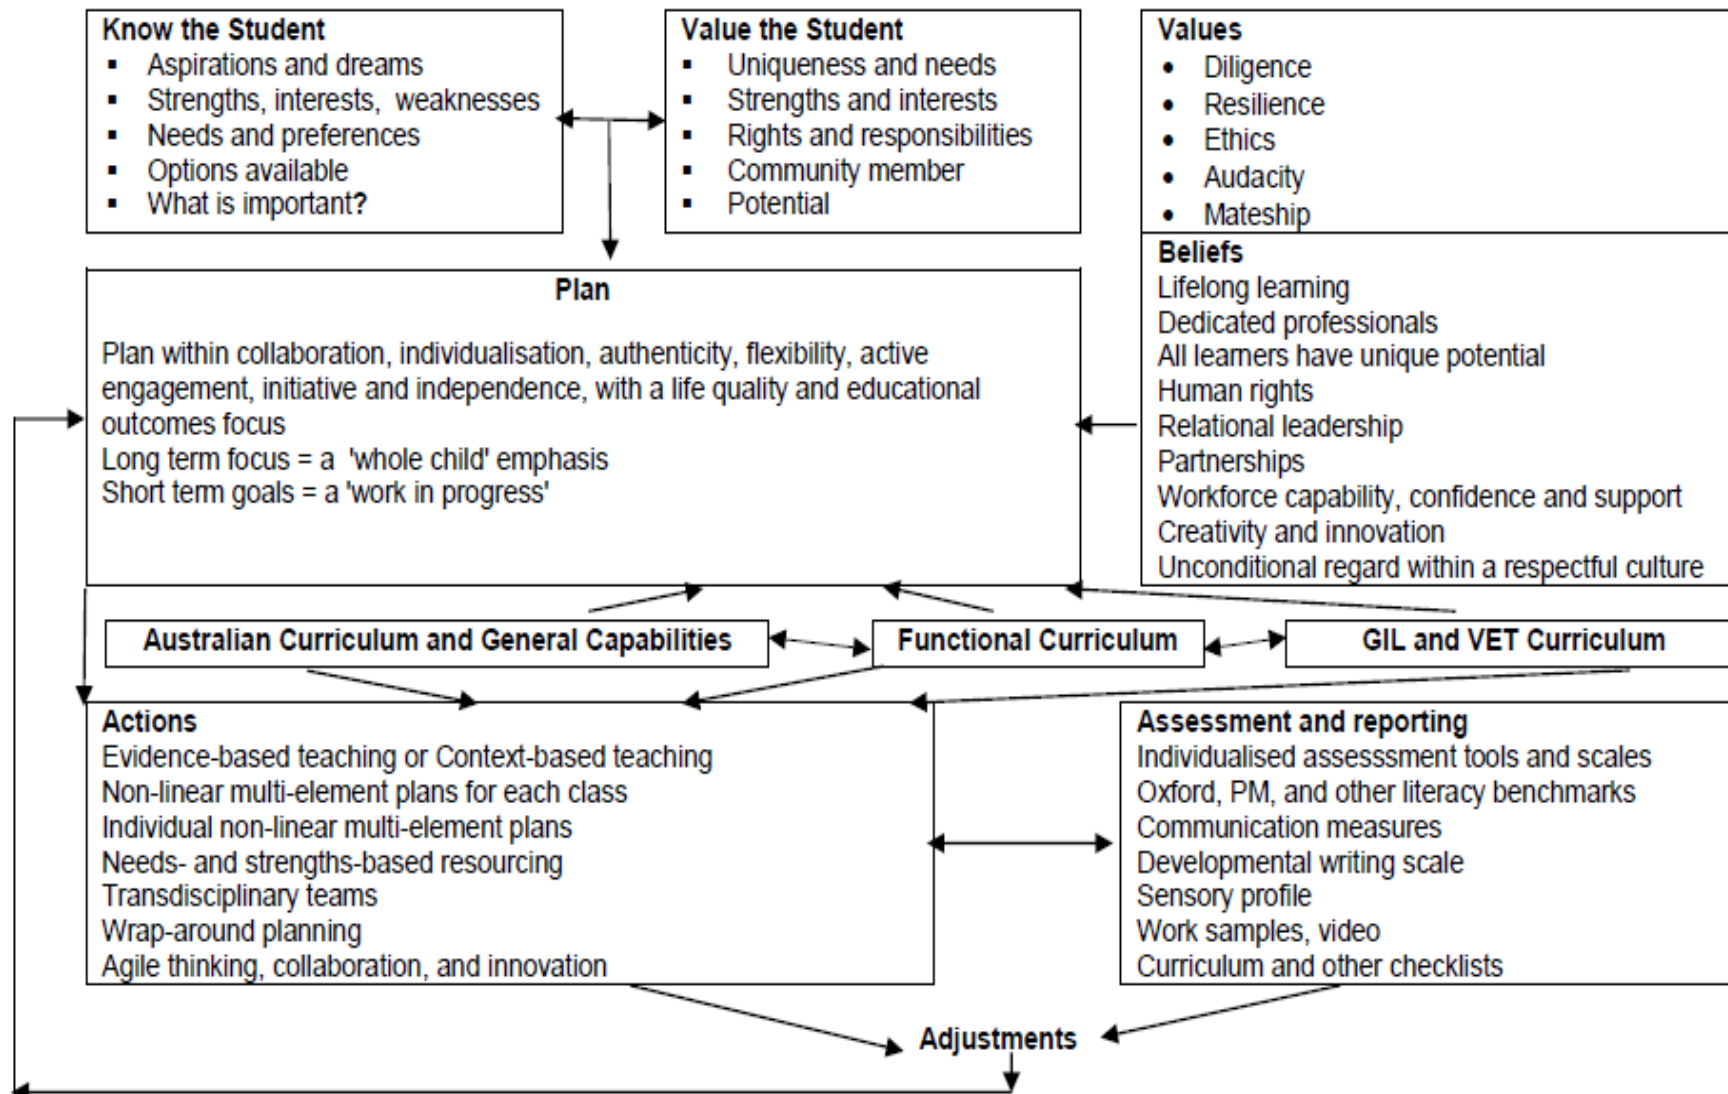 Know the Student
▪ Aspirations and dreams
▪ Strengths, interests, weaknesses
▪ Needs and preferences
▪ Options available
▪ What is important?
Value the Student
▪ Uniqueness and needs
▪ Strengths and interests
▪ Rights and responsibilities
▪ Community member
▪ Potential
Values
• Diligence
• Resilience
• Ethics
• Audacity
• Mateship
Beliefs
Lifelong learning
Dedicated professionals
All learners have unique potential
Human rights
Relational leadership
Partnerships
Workforce capability, confidence and support
Creativity and innovation
Unconditional regard within a respectful culture
Plan
Plan within collaboration, individualisation, authenticity, flexibility, active
engagement, initiative and independence, with a life quality and educational
outcomes focus
Long term focus = a 'whole child' emphasis
Short term goals = a 'work in progress'
Australian Curriculum and General Capabilities
Functional Curriculum
GIL and VET Curriculum
Actions
Evidence-based teaching or Context-based teaching
Non-linear multi-element plans for each class
Individual non-linear multi-element plans
Needs- and strengths-based resourcing
Transdisciplinary teams
Wrap-around planning
Agile thinking, collaboration, and innovation
Assessment and reporting
Individualised assesssment tools and scales
Oxford, PM, and other literacy benchmarks
Communication measures
Developmental writing scale
Sensory profile
Work samples, video
Curriculum and other checklists
Adjustments